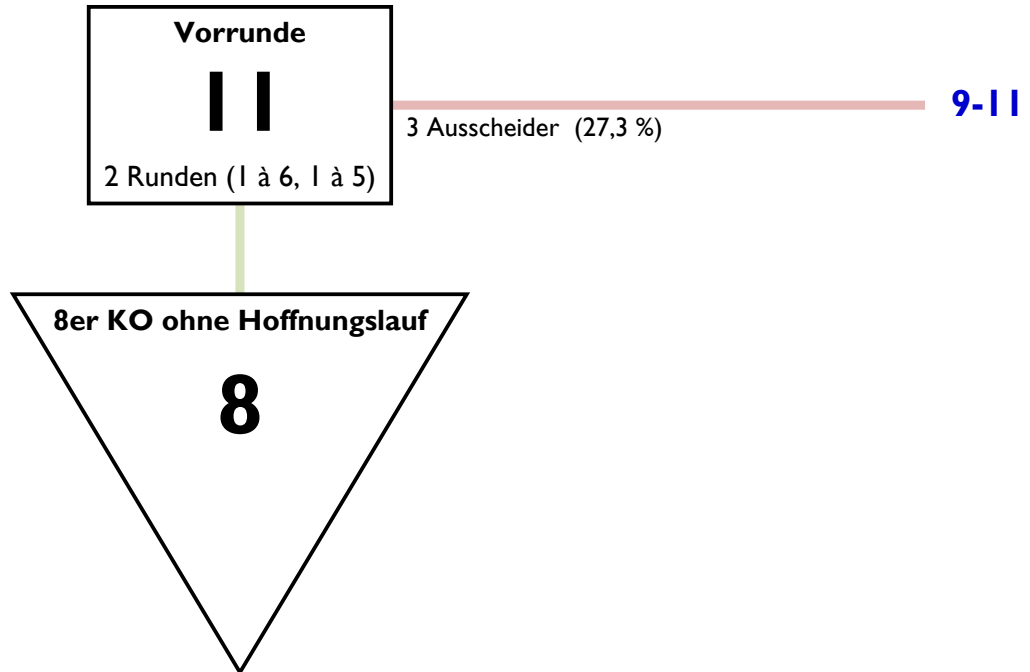 Vorrunde
11
9-11
3 Ausscheider (27,3 %)
2 Runden (1 à 6, 1 à 5)
8er KO ohne Hoffnungslauf
8